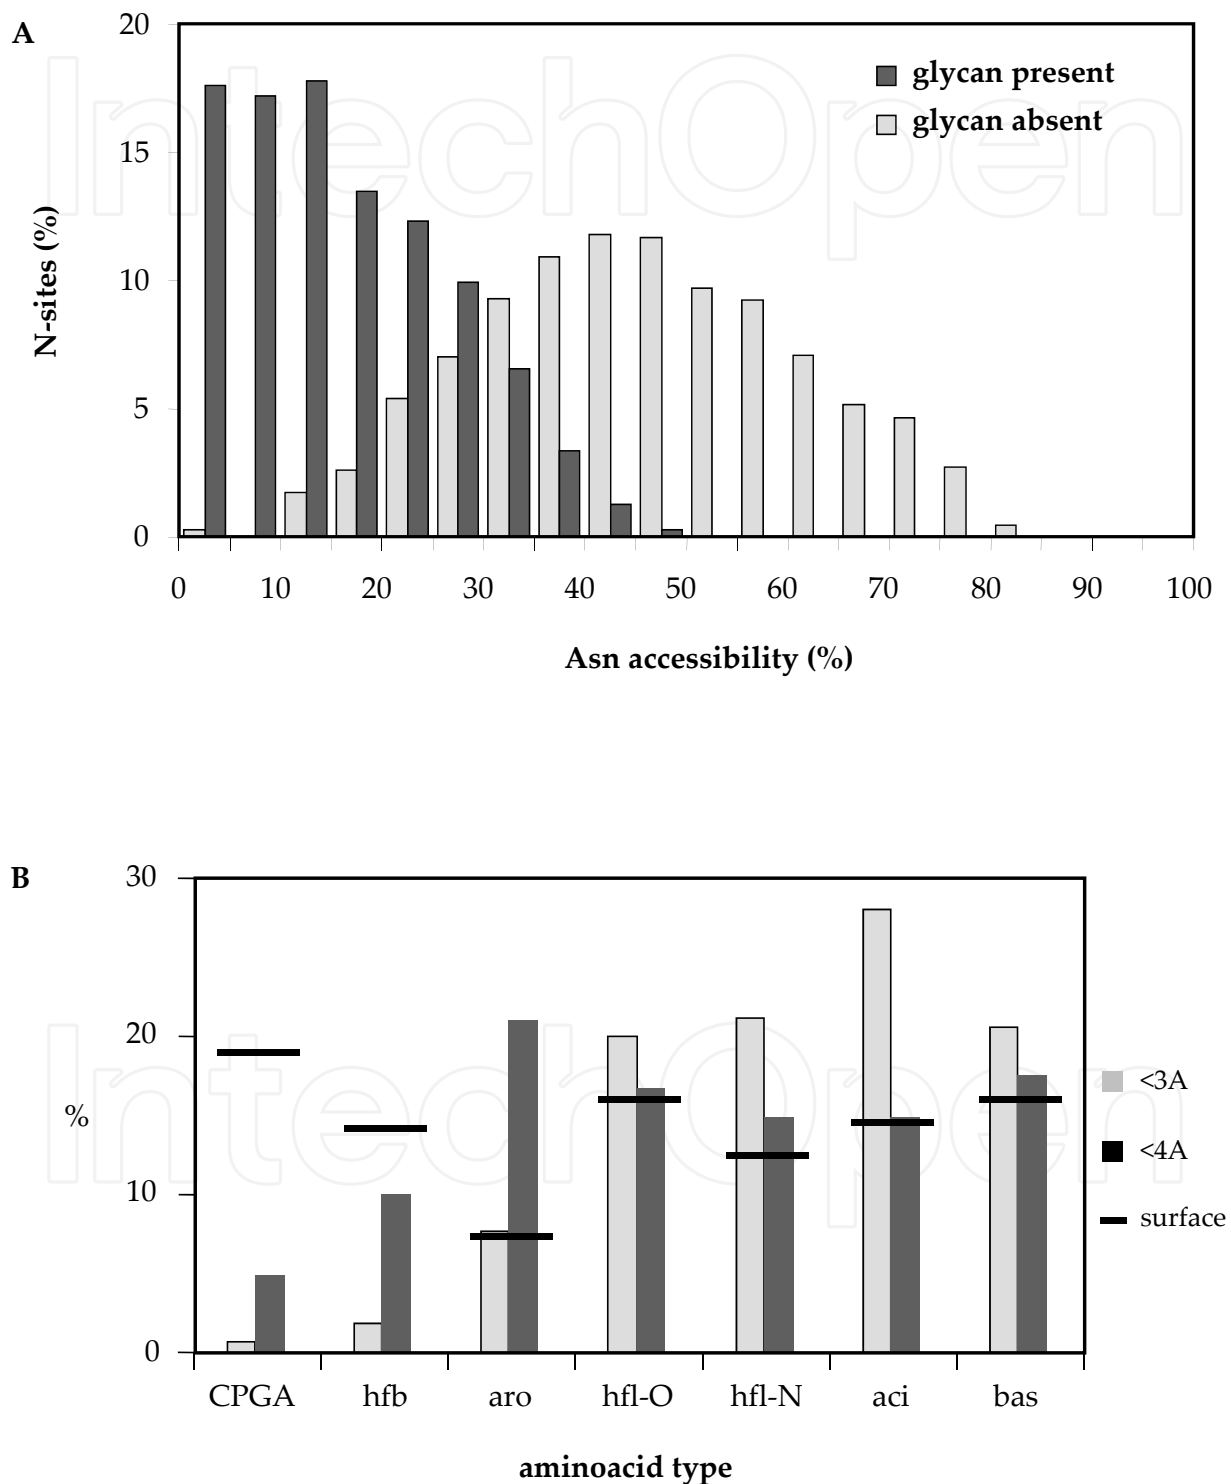 A
20
15
10
5
0
N-sites (%)
glycan present
glycan absent
0 10 20 30 40 50 60 70 80 90 100
Asn accessibility (%)
IntechOpen
B
30
20
10
0
%
<3A
<4A
surface
CPGA hfb aro hfl-O hfl-N aci bas
aminoacid type
IntechOpen